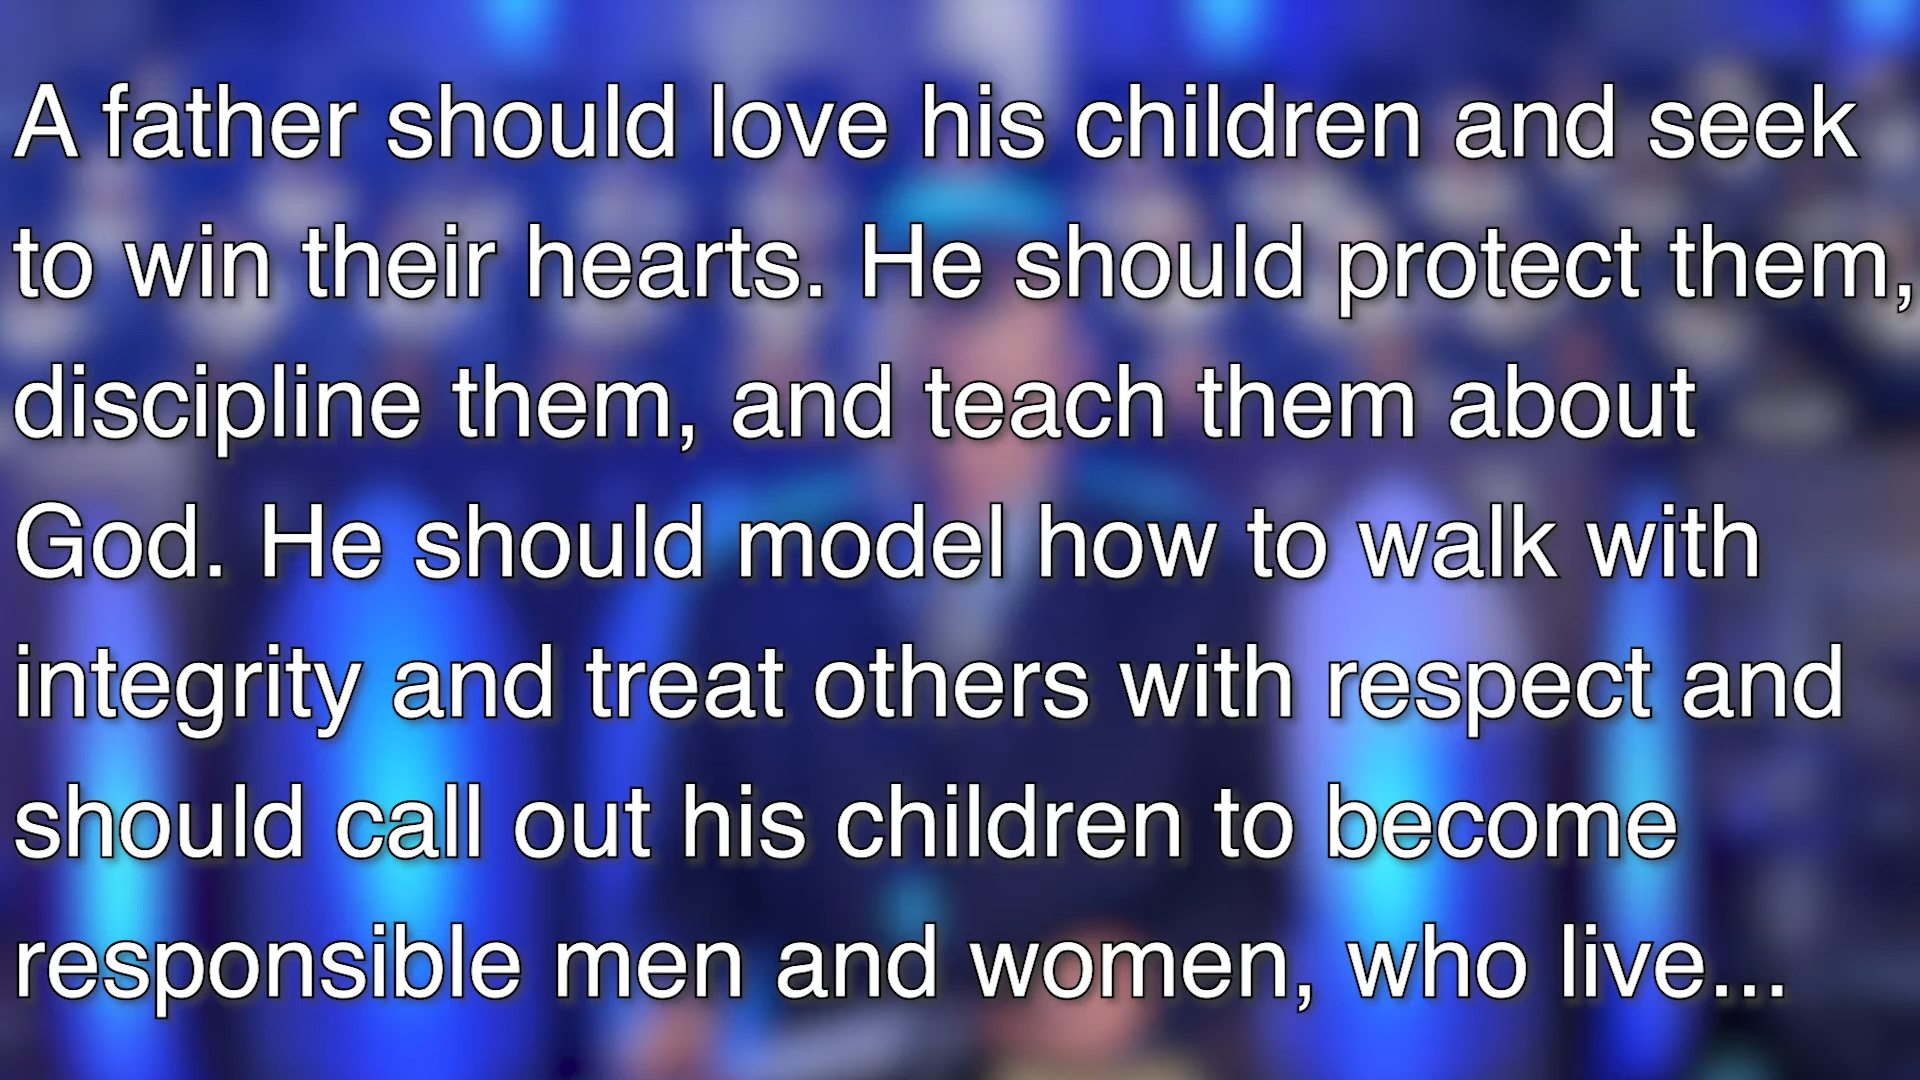 A father should love his children and seek
to win their hearts. He should protect them,
discipline them, and teach them about
God. He should model how to walk with
integrity and treat others with respect and
should call out his children to become
responsible men and women, who live...